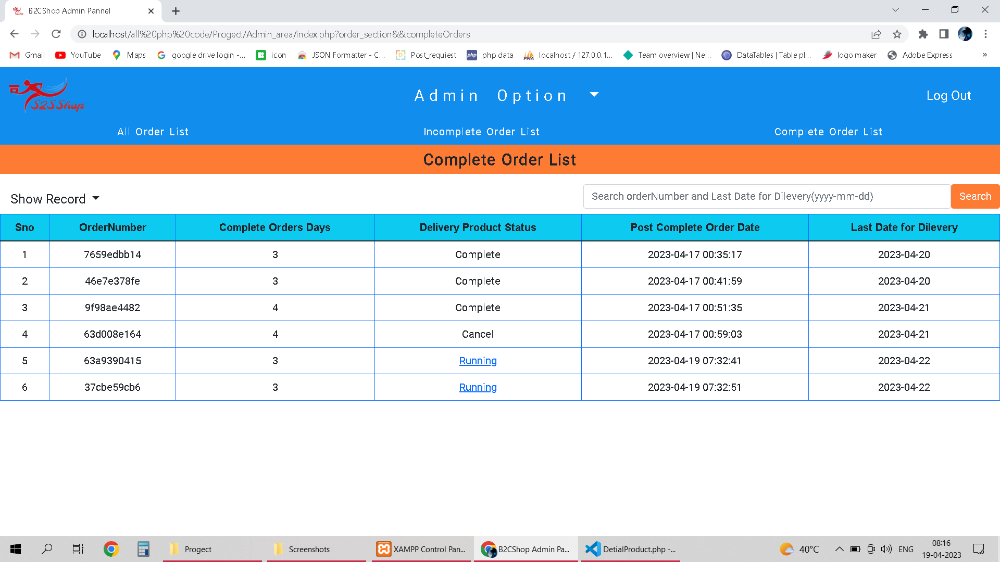 B2CShop Admin Pannel
localhost/all%20php%20code/Progect/Admin_area/index.php?order_section&&completeOrders
Gmail YouTube Maps google drive login -... icon JSON Formatter - C... Post_requiest php php data PMA localhost / 127.0.0.1... Team overview | Ne... DataTables | Table pl... logo maker Adobe Express »
S2SShop
Admin Option
Log Out
All Order List Incomplete Order List Complete Order List
Complete Order List
Show Record
Search orderNumber and Last Date for Dilevery(yyyy-mm-dd) Search
Sno OrderNumber Complete Orders Days Delivery Product Status Post Complete Order Date Last Date for Dilevery
1 7659edbb14 3 Complete 2023-04-17 00:35:17 2023-04-20
2 46e7e378fe 3 Complete 2023-04-17 00:41:59 2023-04-20
3 9f98ae4482 4 Complete 2023-04-17 00:51:35 2023-04-21
4 63d008e164 4 Cancel 2023-04-17 00:59:03 2023-04-21
5 63a9390415 3 Running 2023-04-19 07:32:41 2023-04-22
6 37cbe59cb6 3 Running 2023-04-19 07:32:51 2023-04-22
Progect Screenshots XAMPP Control Pan... B2CShop Admin Pa... DetialProduct.php -... 40°C ENG
08:16
19-04-2023